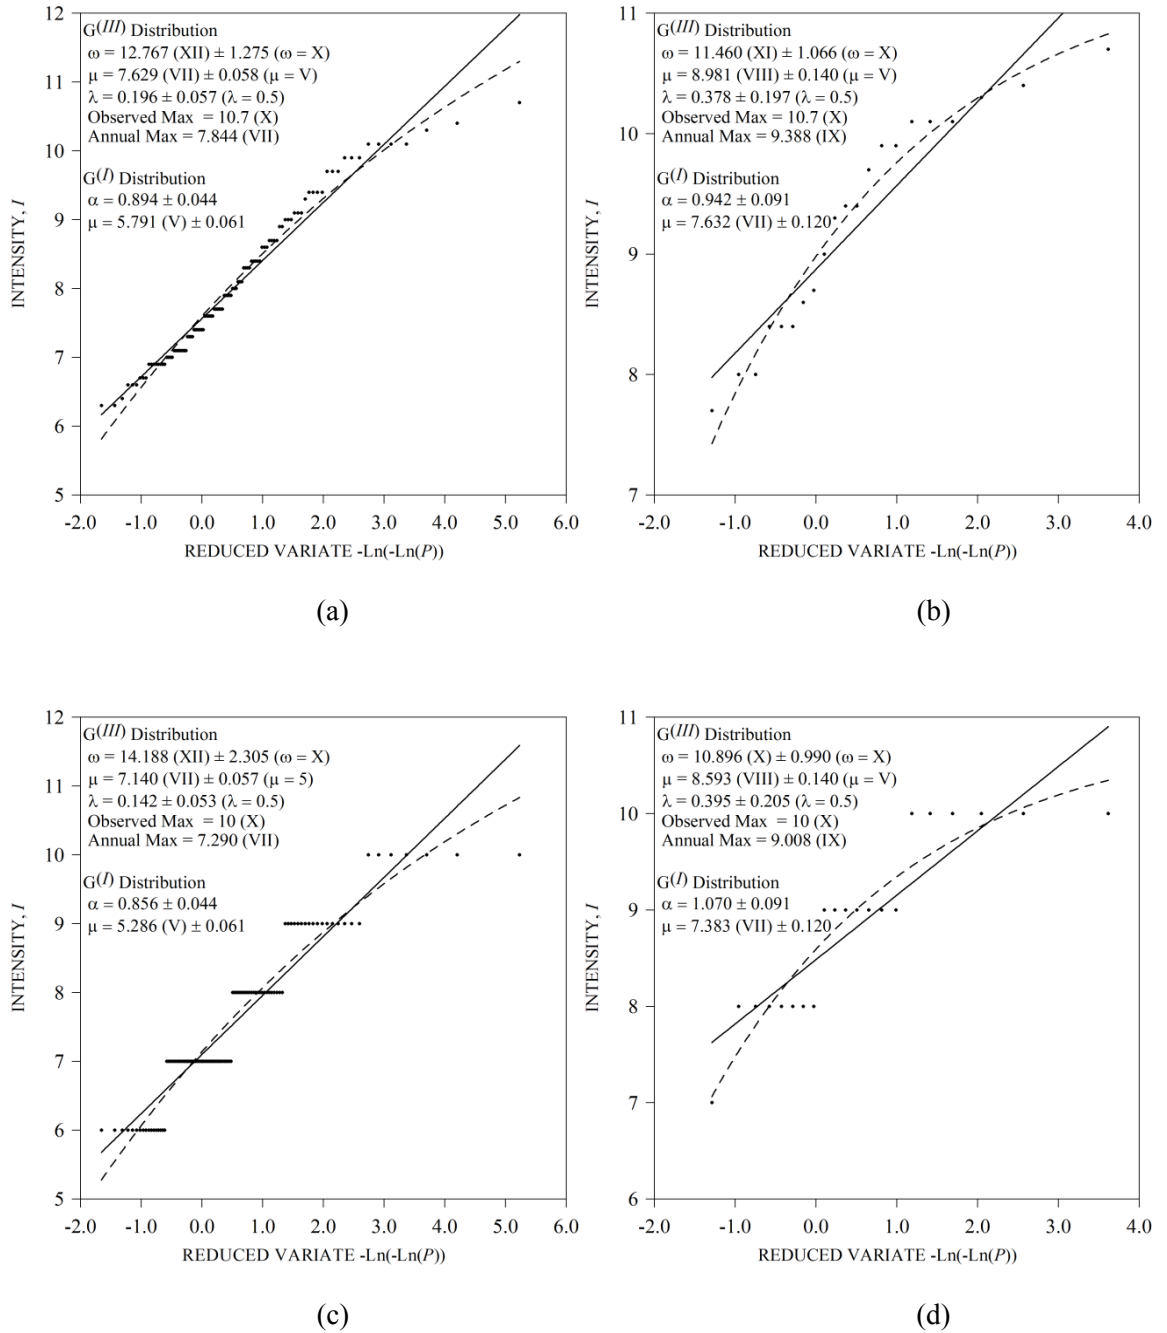 12
11
10
9
8
7
6
5
G(III) Distribution
ω = 12.767 (XII) ± 1.275 (ω = X)
μ = 7.629 (VII) ± 0.058 (μ = V)
λ = 0.196 ± 0.057 (λ = 0.5)
Observed Max = 10.7 (X)
Annual Max = 7.844 (VII)
G(I) Distribution
α = 0.894 ± 0.044
μ = 5.791 (V) ± 0.061
INTENSITY, I
-2.0 -1.0 0.0 1.0 2.0 3.0 4.0 5.0 6.0
REDUCED VARIATE -Ln(-Ln(P))
(a)
11
10
9
8
7
G(III) Distribution
ω = 11.460 (XI) ± 1.066 (ω = X)
μ = 8.981 (VIII) ± 0.140 (μ = V)
λ = 0.378 ± 0.197 (λ = 0.5)
Observed Max = 10.7 (X)
Annual Max = 9.388 (IX)
G(I) Distribution
α = 0.942 ± 0.091
μ = 7.632 (VII) ± 0.120
INTENSITY, I
-2.0 -1.0 0.0 1.0 2.0 3.0 4.0
REDUCED VARIATE -Ln(-Ln(P))
(b)
12
11
10
9
8
7
6
5
G(III) Distribution
ω = 14.188 (XII) ± 2.305 (ω = X)
μ = 7.140 (VII) ± 0.057 (μ = 5)
λ = 0.142 ± 0.053 (λ = 0.5)
Observed Max = 10 (X)
Annual Max = 7.290 (VII)
G(I) Distribution
α = 0.856 ± 0.044
μ = 5.286 (V) ± 0.061
INTENSITY, I
-2.0 -1.0 0.0 1.0 2.0 3.0 4.0 5.0 6.0
REDUCED VARIATE -Ln(-Ln(P))
(c)
11
10
9
8
7
6
G(III) Distribution
ω = 10.896 (X) ± 0.990 (ω = X)
μ = 8.593 (VIII) ± 0.140 (μ = V)
λ = 0.395 ± 0.205 (λ = 0.5)
Observed Max = 10 (X)
Annual Max = 9.008 (IX)
G(I) Distribution
α = 1.070 ± 0.091
μ = 7.383 (VII) ± 0.120
INTENSITY, I
-2.0 -1.0 0.0 1.0 2.0 3.0 4.0
REDUCED VARIATE -Ln(-Ln(P))
(d)